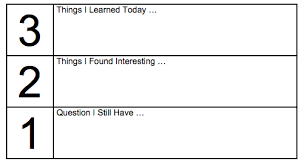 3
Things I Learned Today …
2
Things I Found Interesting …
1
Question I Still Have …